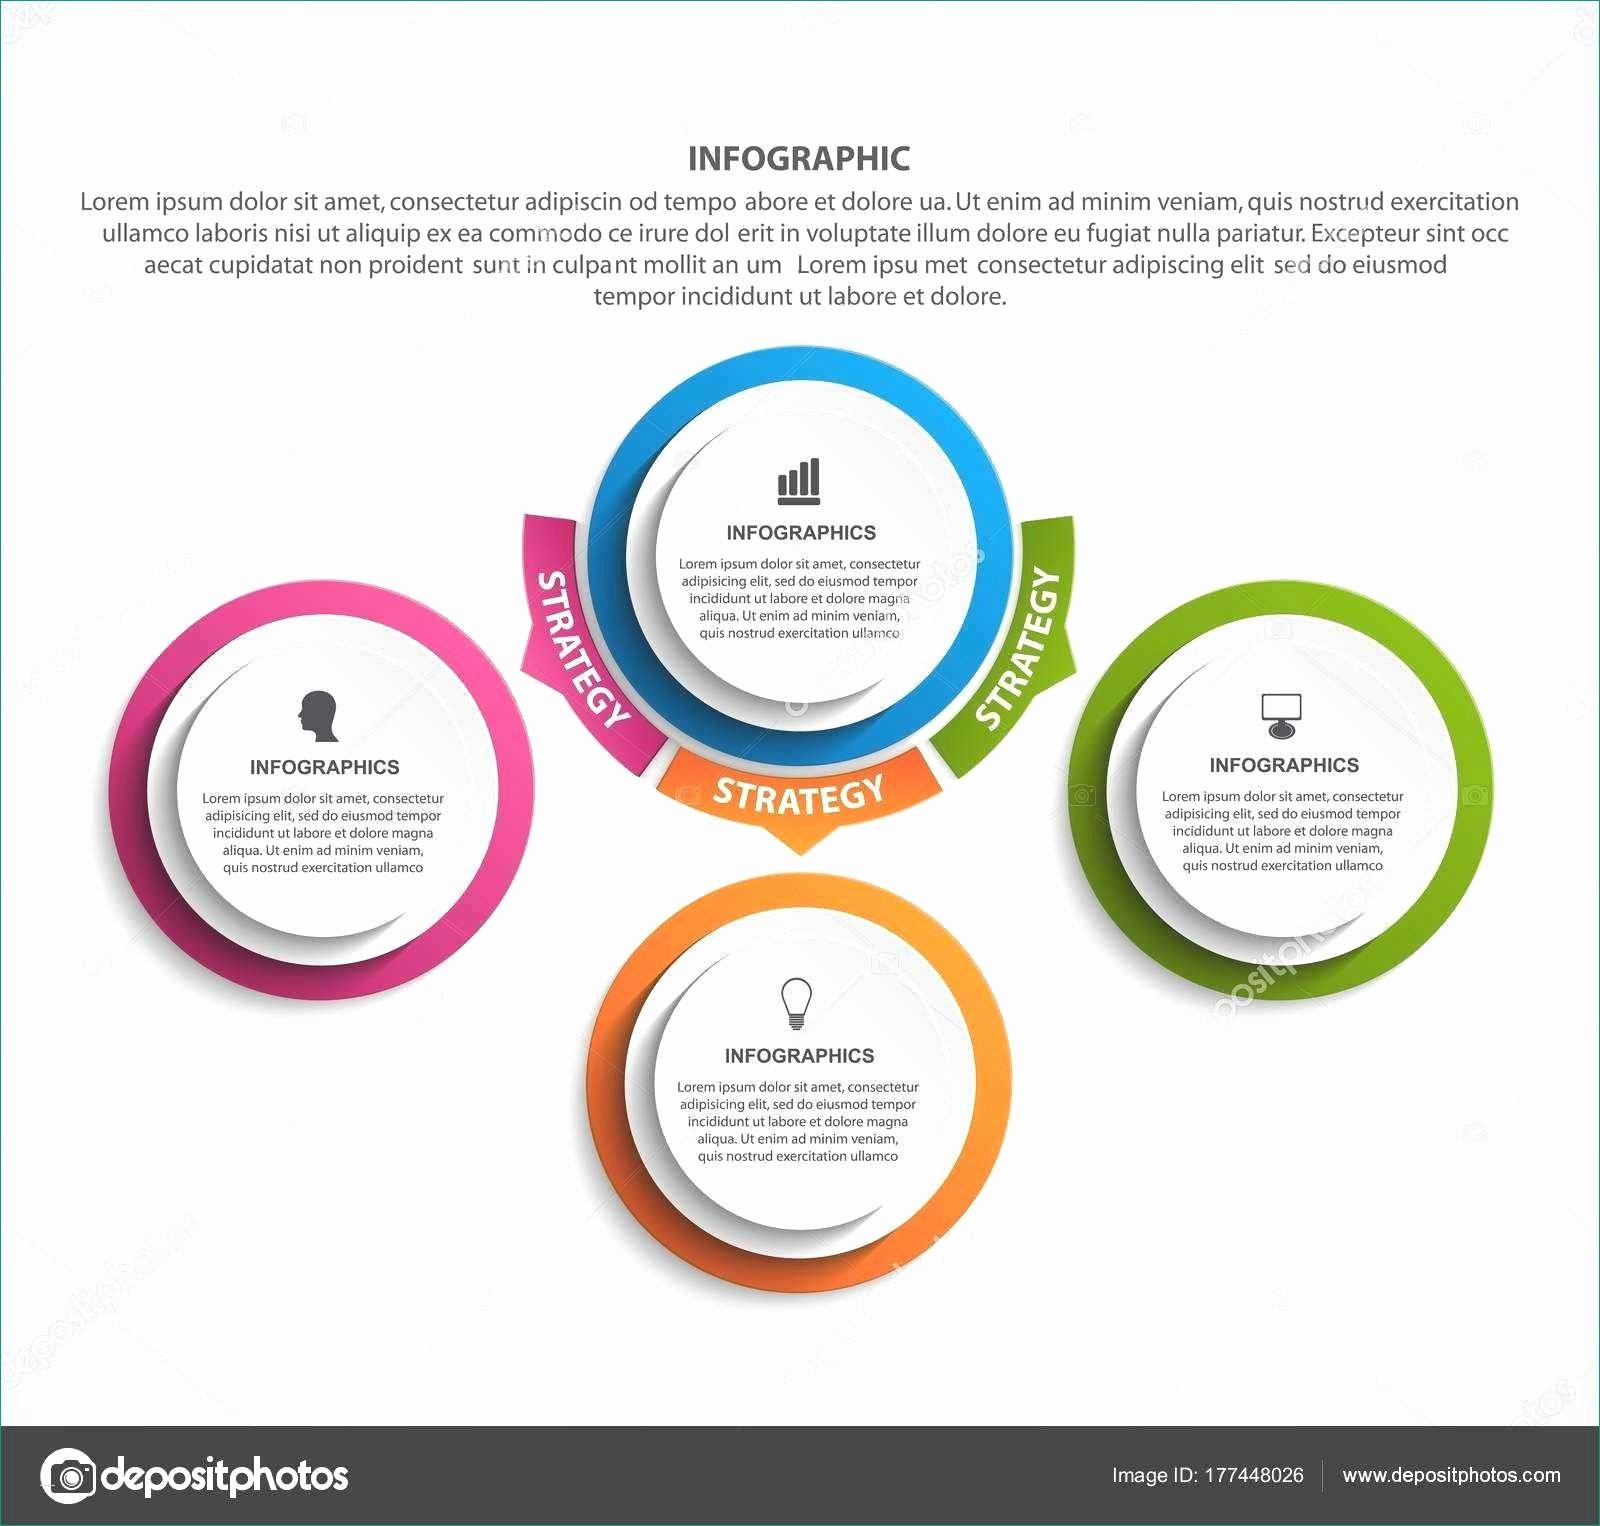 INFOGRAPHIC
Lorem ipsum dolor sit amet, consectetur adipiscin od tempo abore et dolore ua. Ut enim ad minim veniam, quis nostrud exercitation
ullamco laboris nisi ut aliquip ex ea commodo ce irure dol erit in voluptate illum dolore eu fugiat nulla pariatur. Excepteur sint occ
aecat cupidatat non proident sunt in culpant mollit an um Lorem ipsu met consectetur adipiscing elit sed do eiusmod
tempor incididunt ut labore et dolore.
INFOGRAPHICS
Lorem ipsum dolor sit amet, consectetur
adipisicing elit, sed do eiusmod tempor
incididunt ut labore et dolore magna
aliqua. Ut enim ad minim veniam,
quis nostrud exercitation ullamco
STRATEGY
STRATEGY
STRATEGY
INFOGRAPHICS
Lorem ipsum dolor sit amet, consectetur
adipisicing elit, sed do eiusmod tempor
incididunt ut labore et dolore magna
aliqua. Ut enim ad minim veniam,
quis nostrud exercitation ullamco
INFOGRAPHICS
Lorem ipsum dolor sit amet, consectetur
adipisicing elit, sed do eiusmod tempor
incididunt ut labore et dolore magna
aliqua. Ut enim ad minim veniam,
quis nostrud exercitation ullamco
INFOGRAPHICS
Lorem ipsum dolor sit amet, consectetur
adipisicing elit, sed do eiusmod tempor
incididunt ut labore et dolore magna
aliqua. Ut enim ad minim veniam,
quis nostrud exercitation ullamco
depositphotos
Image ID: 177448026 www.depositphotos.com